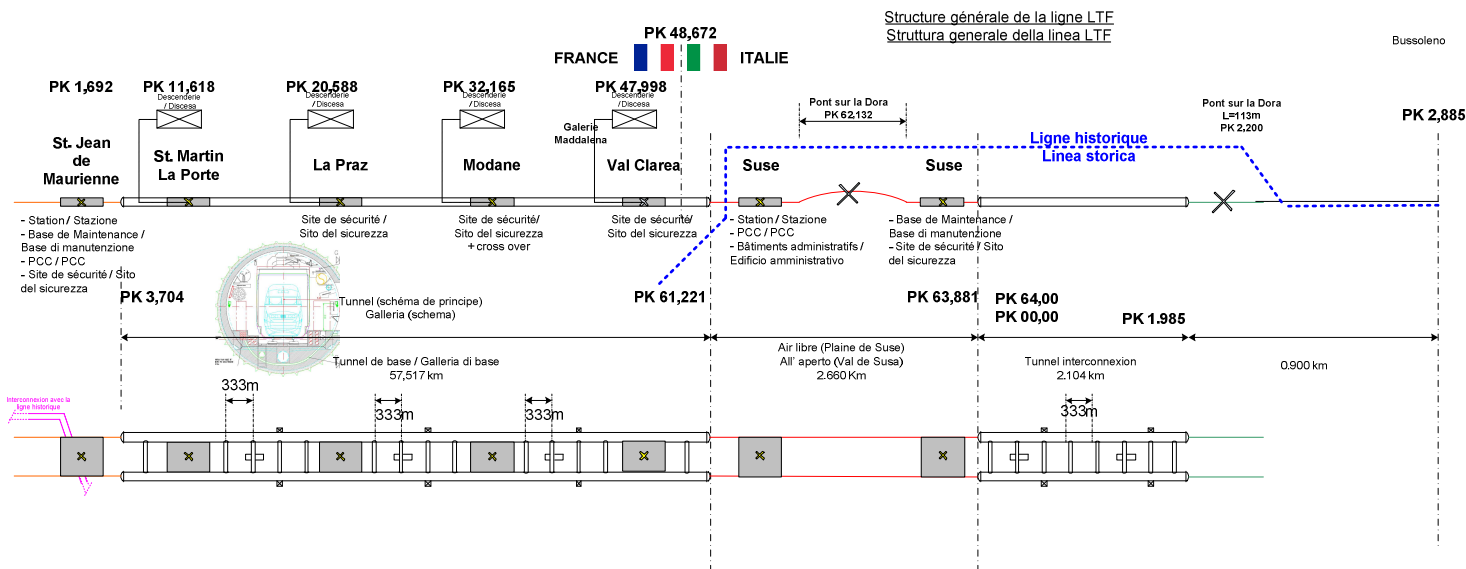 Structure générale de la ligne LTF
Struttura generale della linea LTF
Bussoleno
PK 48,672
FRANCE
ITALIE
PK 1,692
PK 11,618
PK 20,588
PK 32,165
PK 47,998
Descenderie
/ Discesa
Descenderie
/ Discesa
Descenderie
/ Discesa
Descenderie
/ Discesa
Pont sur la Dora
PK 62,132
Pont sur la Dora
L=113m
PK 2,200
PK 2,885
Galerie
Maddalena
St. Jean
de
Maurienne
St. Martin
La Porte
La Praz
Modane
Val Clarea
Suse
Suse
Ligne historique
Linea storica
- Station / Stazione
- Base de Maintenance /
Base di manutenzione
- PCC / PCC
- Site de sécurité / Sito
del sicurezza
Site de sécurité /
Sito del sicurezza
Site de sécurité/
Sito del sicurezza
+ cross over
Site de sécurité /
Sito del sicurezza
- Station / Stazione
- PCC / PCC
- Bâtiments administratifs /
Edificio amministrativo
- Base de Maintenance /
Base di manutenzione
- Site de sécurité / Sito
del sicurezza
PK 3,704
Tunnel (schéma de principe)
Galleria (schema)
PK 61,221
PK 63,881
PK 64,00
PK 00,00
PK 1.985
Tunnel de base / Galleria di base
57,517 km
Air libre (Plaine de Suse)
All' aperto (Val de Susa)
2.660 Km
Tunnel interconnexion
2.104 km
0.900 km
Interconnexion avec la
ligne historique
333m
333m
333m
333m